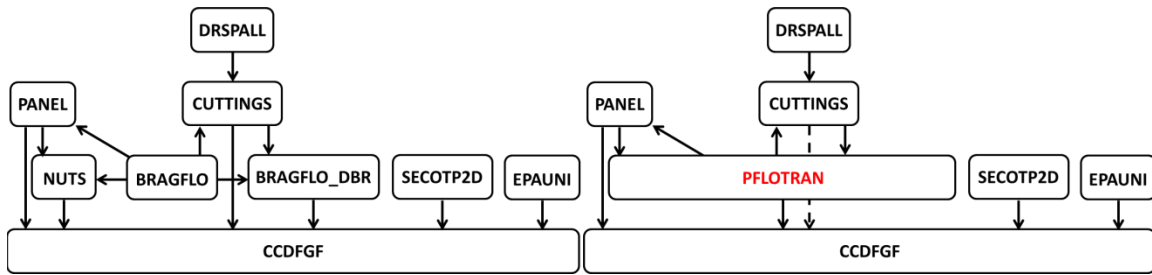 DRSPALL
PANEL
CUTTINGS
NUTS
BRAGFLO
BRAGFLO_DBR
SECOTP2D
EPAUNI
CCDFGF
DRSPALL
PANEL
CUTTINGS
PFLOTRAN
SECOTP2D
EPAUNI
CCDFGF